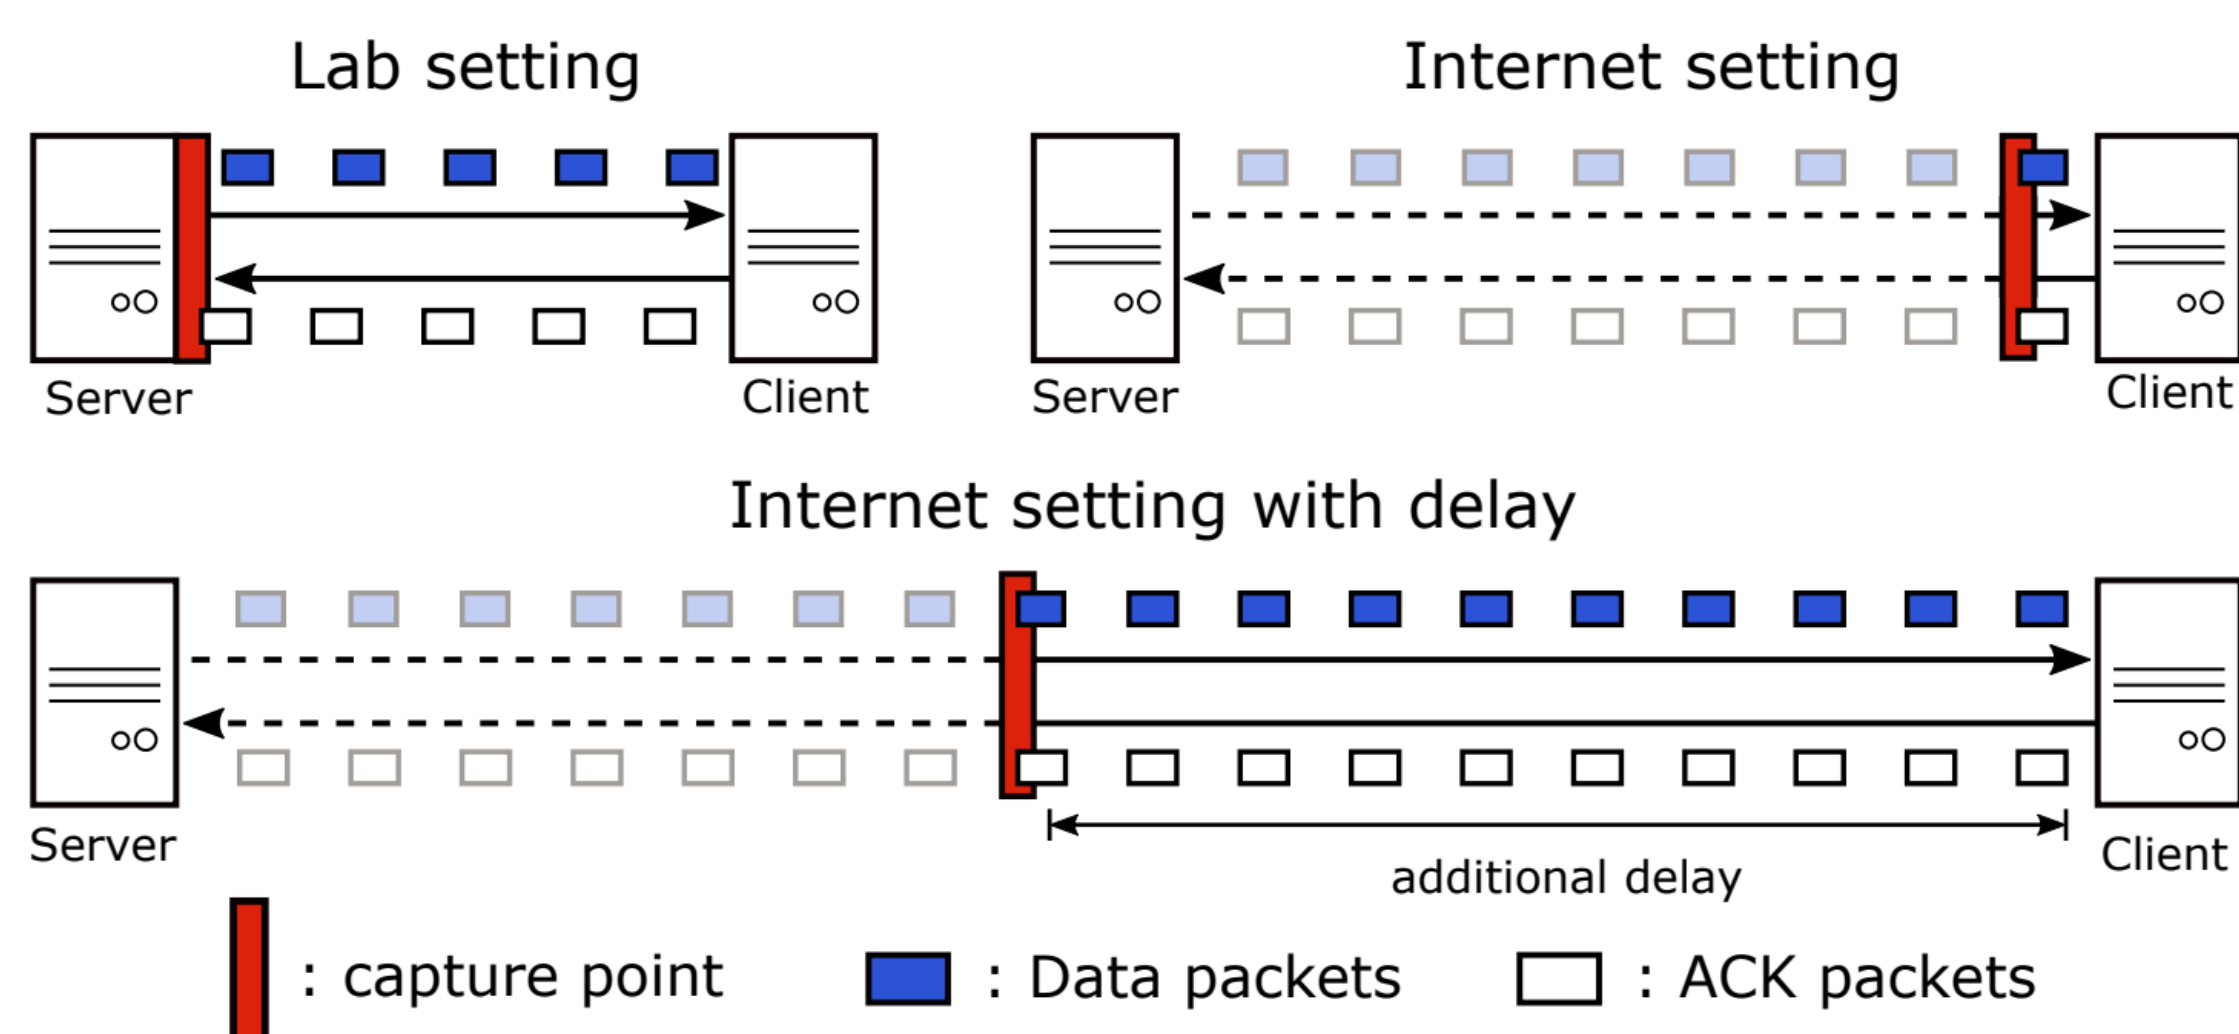 Lab setting
Internet setting
Server
Client
Server
Client
Internet setting with delay
Server
Client
additional delay
: capture point
: Data packets
: ACK packets